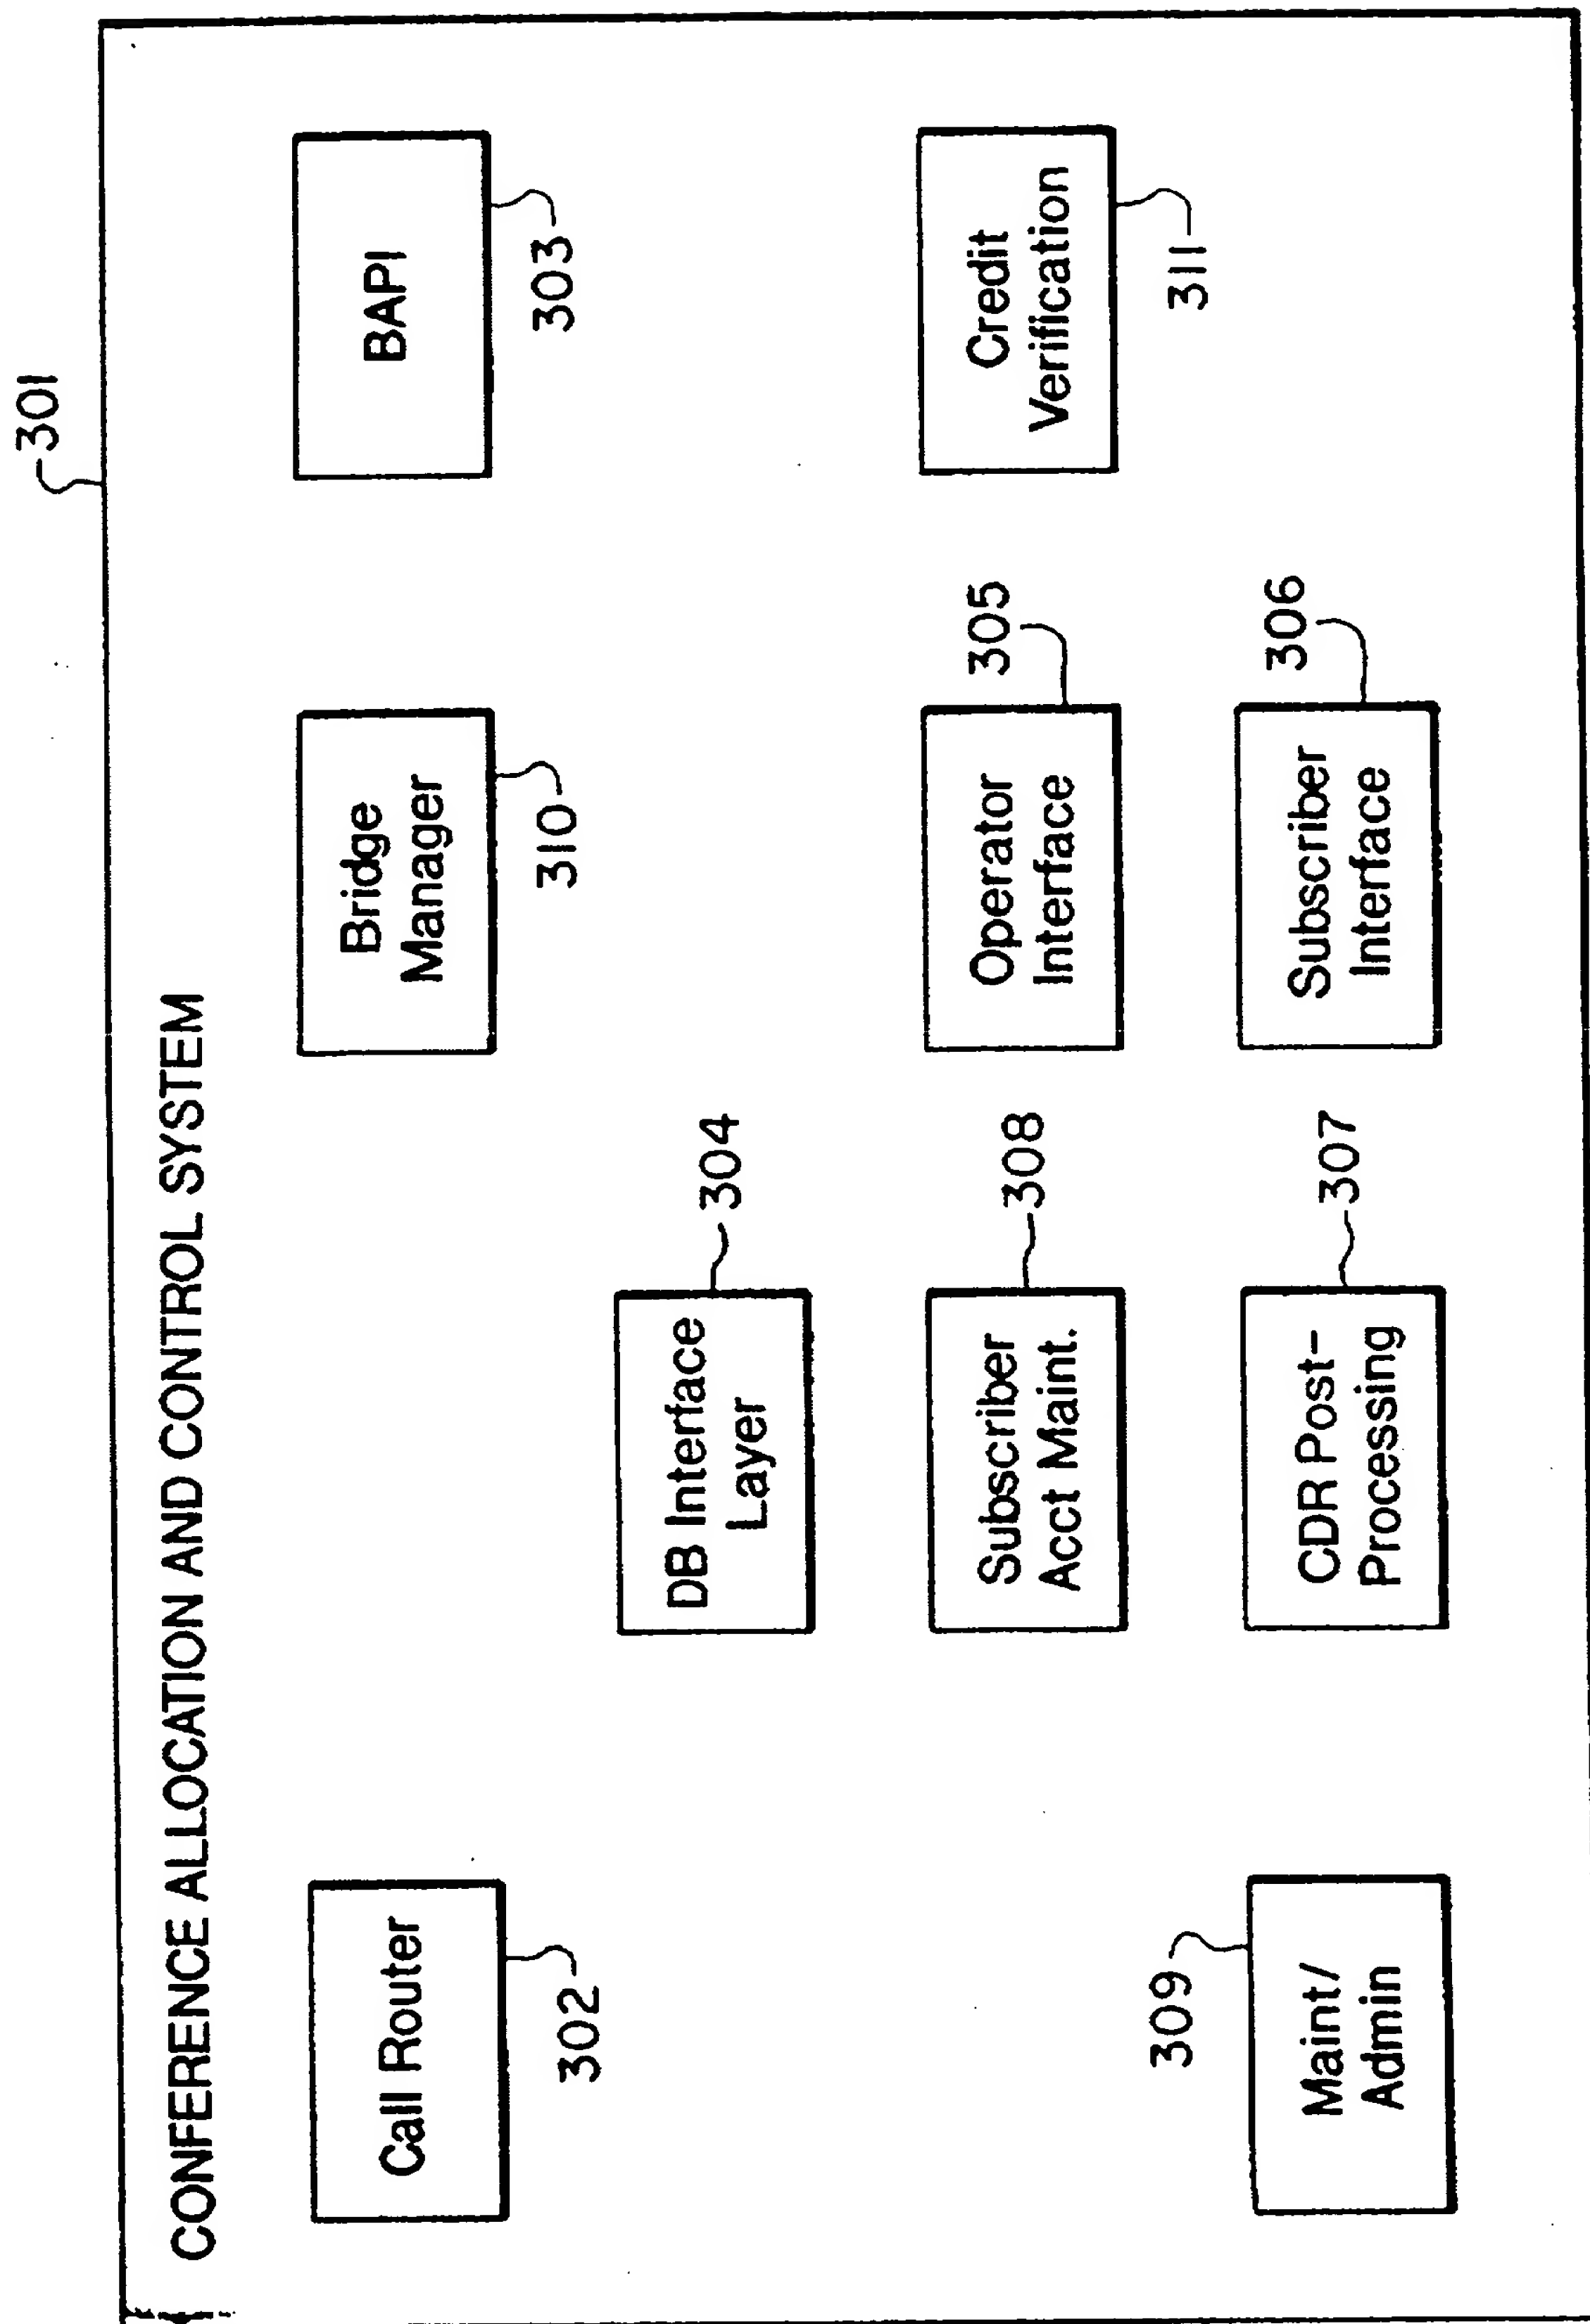 301
CONFERENCE ALLOCATION AND CONTROL SYSTEM
Call Router
302
Bridge
Manager
310
BAPI
303
DB Interface
Layer
304
Subscriber
Acct Maint.
308
Operator
Interface
305
Credit
Verification
311
Maint/
Admin
309
CDR Post-
Processing
307
Subscriber
Interface
306